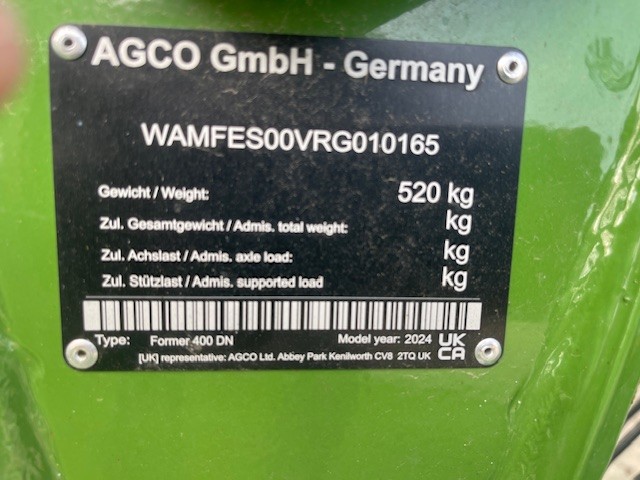 AGCO GmbH - Germany
WAMFES00VRG010165
Gewicht / Weight: 520 kg
Zul. Gesamtgewicht / Admis. total weight: kg
Zul. Achslast / Admis. axle load: kg
Zul. Stützlast / Admis. supported load kg
Type: Former 400 DN Model year: 2024 UK
CA
[UK] representative: AGCO Ltd. Abbey Park Kenilworth CV8 2TQ UK